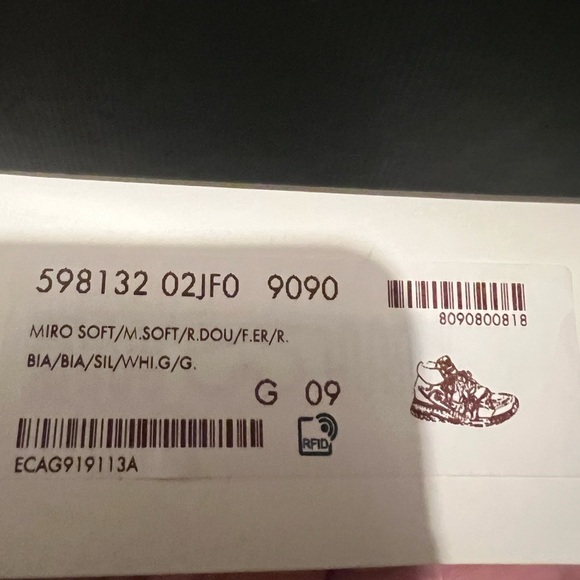 598132 02JF0 9090
8090800818
MIRO SOFT/M.SOFT/R.DOU/F.ER/R.
BIA/BIA/SIL/WHI.G/G.
G 09
RFID
ECAG919113A